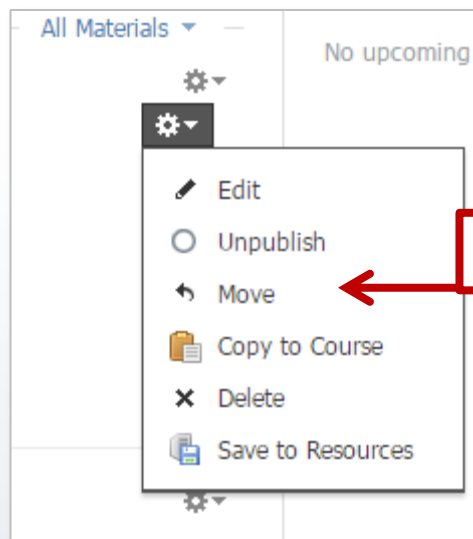 All Materials
No upcoming
Edit
Unpublish
Move
Copy to Course
Delete
Save to Resources